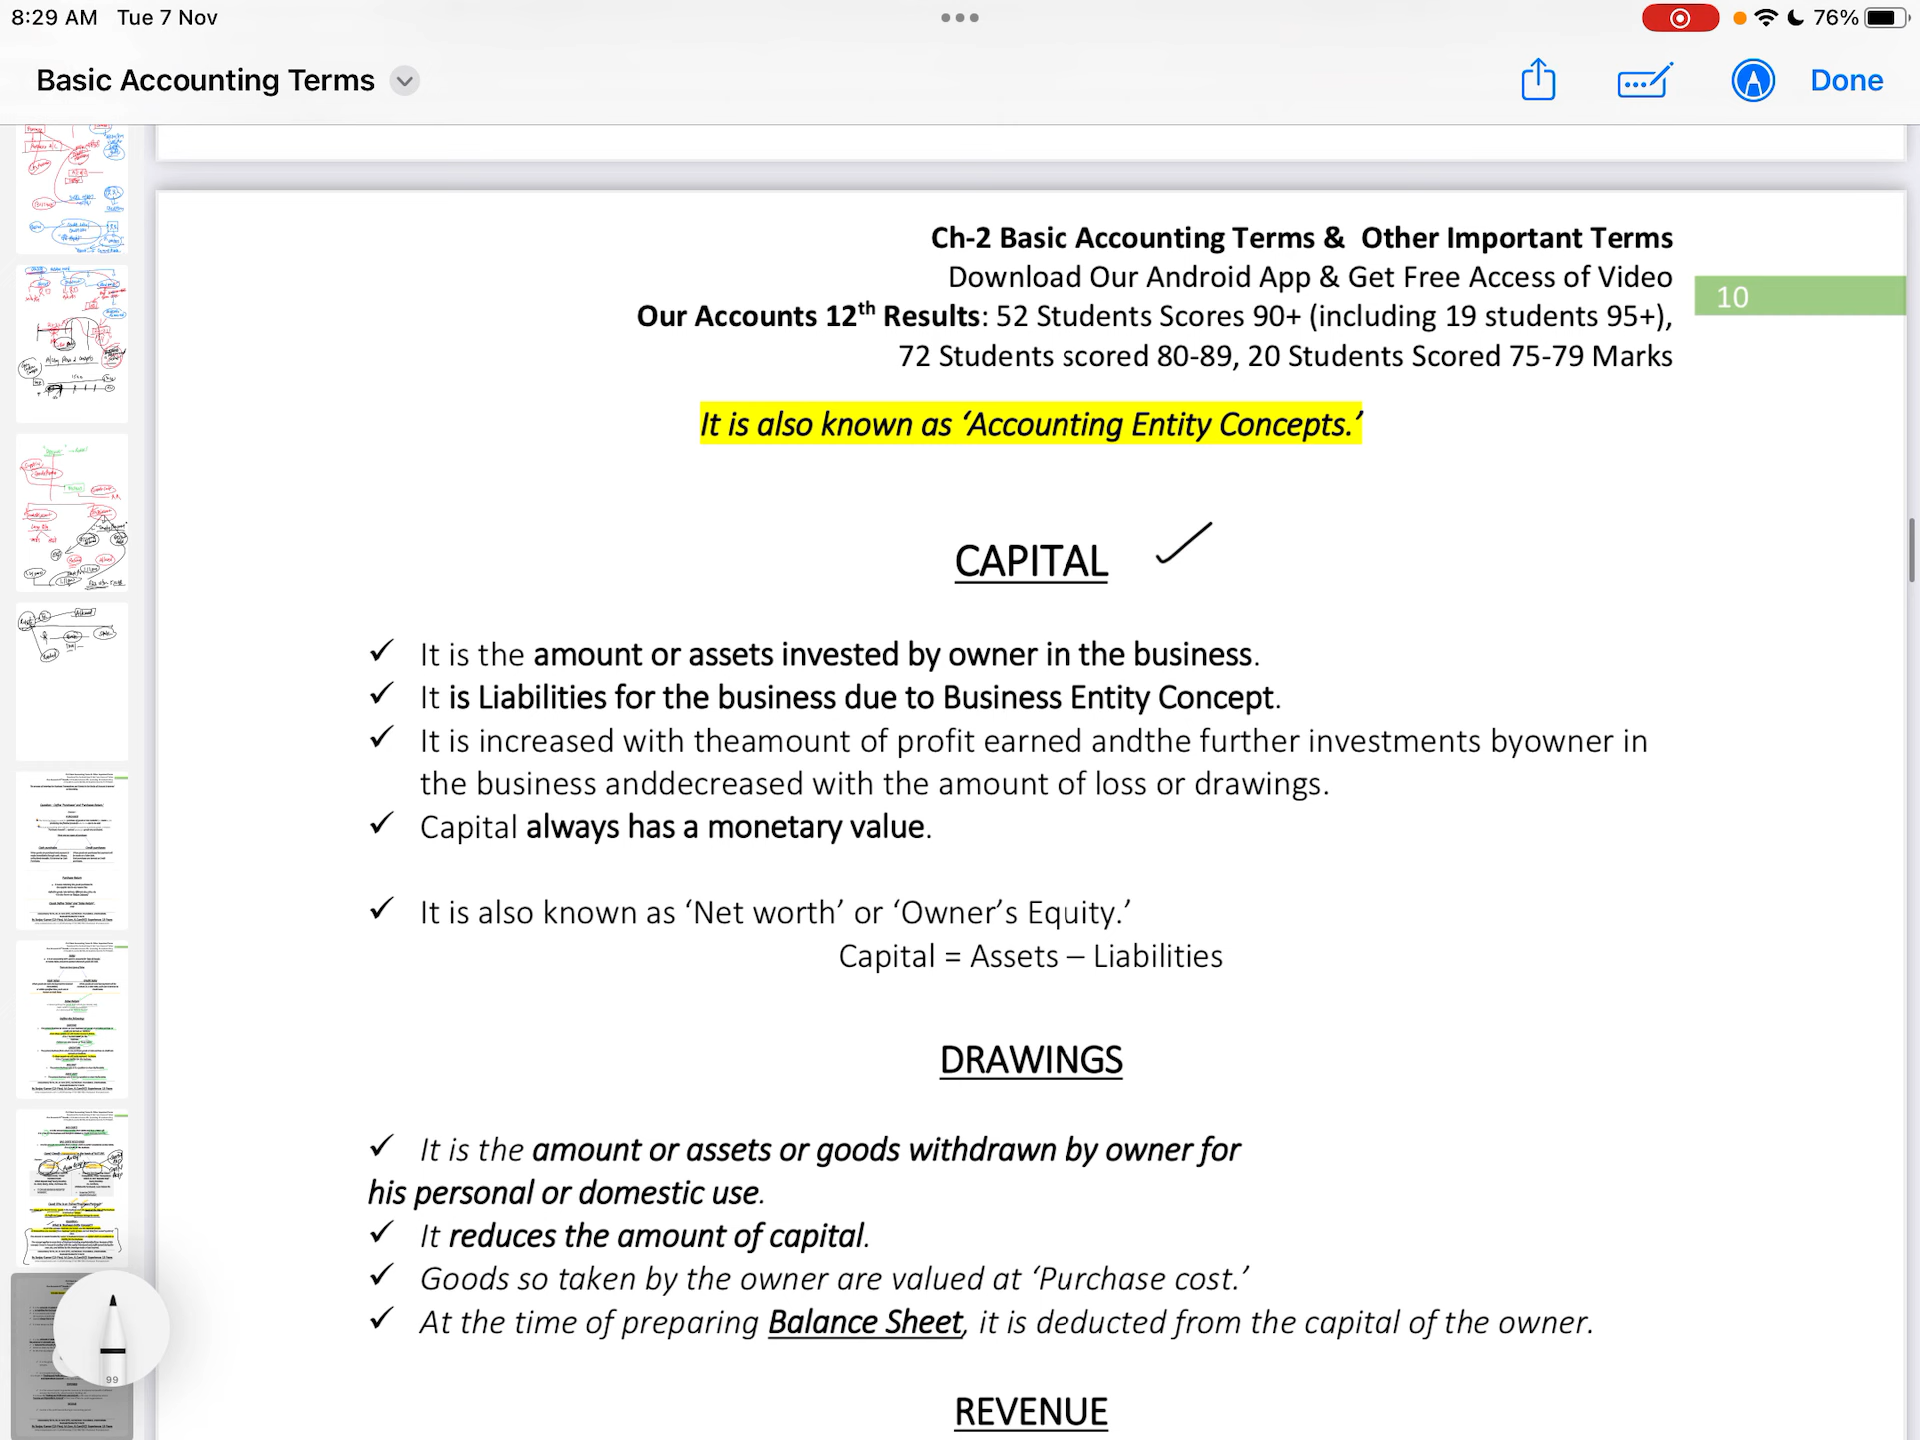 8:29 AM Tue 7 Nov
76%
Basic Accounting Terms
Done
Ch-2 Basic Accounting Terms & Other Important Terms
Download Our Android App & Get Free Access of Video
10
Our Accounts 12th Results: 52 Students Scores 90+ (including 19 students 95+),
72 Students scored 80-89, 20 Students Scored 75-79 Marks
It is also known as ‘Accounting Entity Concepts.’
CAPITAL
✓ It is the amount or assets invested by owner in the business.
✓ It is Liabilities for the business due to Business Entity Concept.
✓ It is increased with theamount of profit earned andthe further investments byowner in
the business anddecreased with the amount of loss or drawings.
✓ Capital always has a monetary value.
✓ It is also known as ‘Net worth’ or ‘Owner’s Equity.’
Capital = Assets – Liabilities
DRAWINGS
✓ It is the amount or assets or goods withdrawn by owner for
his personal or domestic use.
✓ It reduces the amount of capital.
✓ Goods so taken by the owner are valued at ‘Purchase cost.’
✓ At the time of preparing Balance Sheet, it is deducted from the capital of the owner.
REVENUE
99